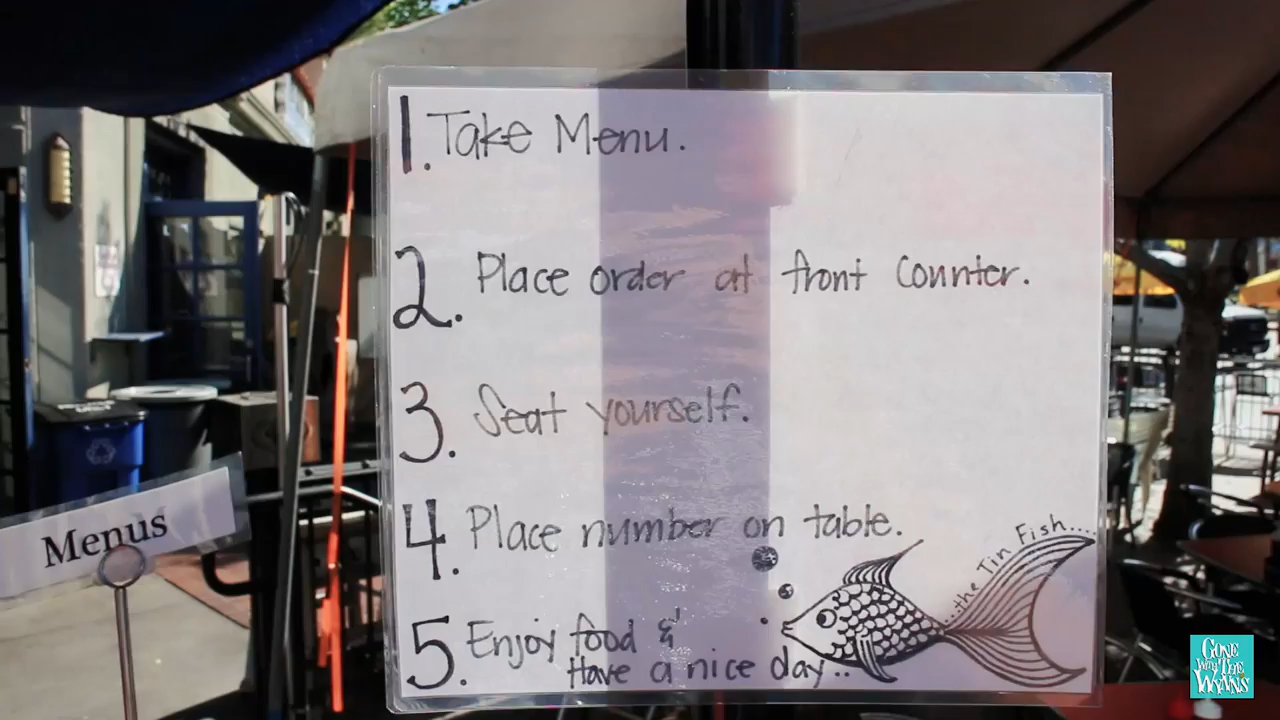 1. Take Menu.
2. Place order at front Counter.
3. Seat yourself.
4. Place number on table.
5. Enjoy food &
Have a nice day..
...the Tin Fish...
Menus
GONE
WITH THE
WYNNS